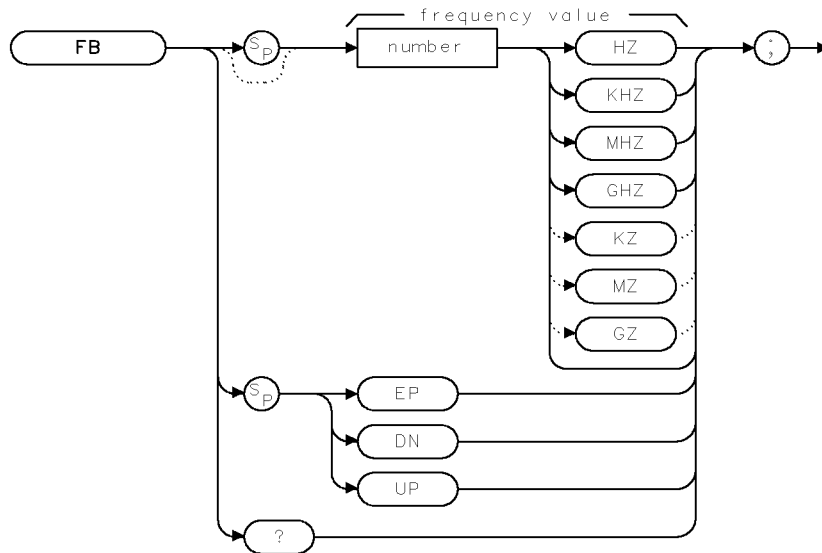 frequency value
FB
SP
number
HZ
;
KHZ
MHZ
GHZ
KZ
MZ
GZ
SP
EP
DN
UP
?